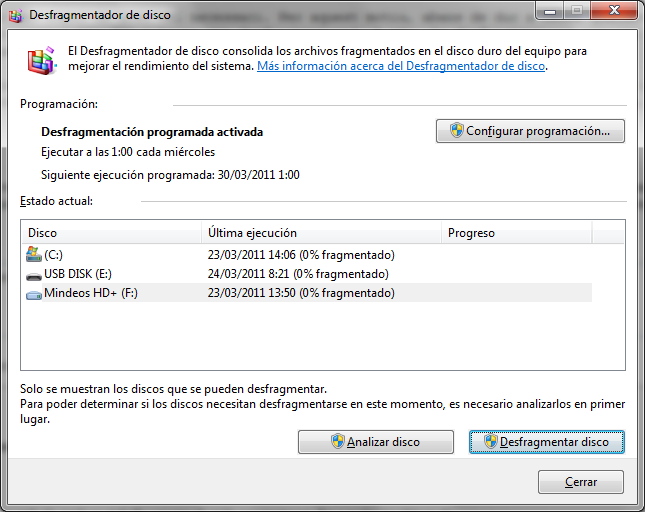 Desfragmentador de disco
El Desfragmentador de disco consolida los archivos fragmentados en el disco duro del equipo para
mejorar el rendimiento del sistema. Más información acerca del Desfragmentador de disco.
Programación:
Desfragmentación programada activada
Configurar programación...
Ejecutar a las 1:00 cada miércoles
Siguiente ejecución programada: 30/03/2011 1:00
Estado actual:
Disco Última ejecución Progreso
(C:) 23/03/2011 14:06 (0% fragmentado)
USB DISK (E:) 24/03/2011 8:21 (0% fragmentado)
Mindeos HD+ (F:) 23/03/2011 13:50 (0% fragmentado)
Solo se muestran los discos que se pueden desfragmentar.
Para poder determinar si los discos necesitan defragmentarse en este momento, es necesario analizarlos en primer
lugar.
Analizar disco Desfragmentar disco
Cerrar